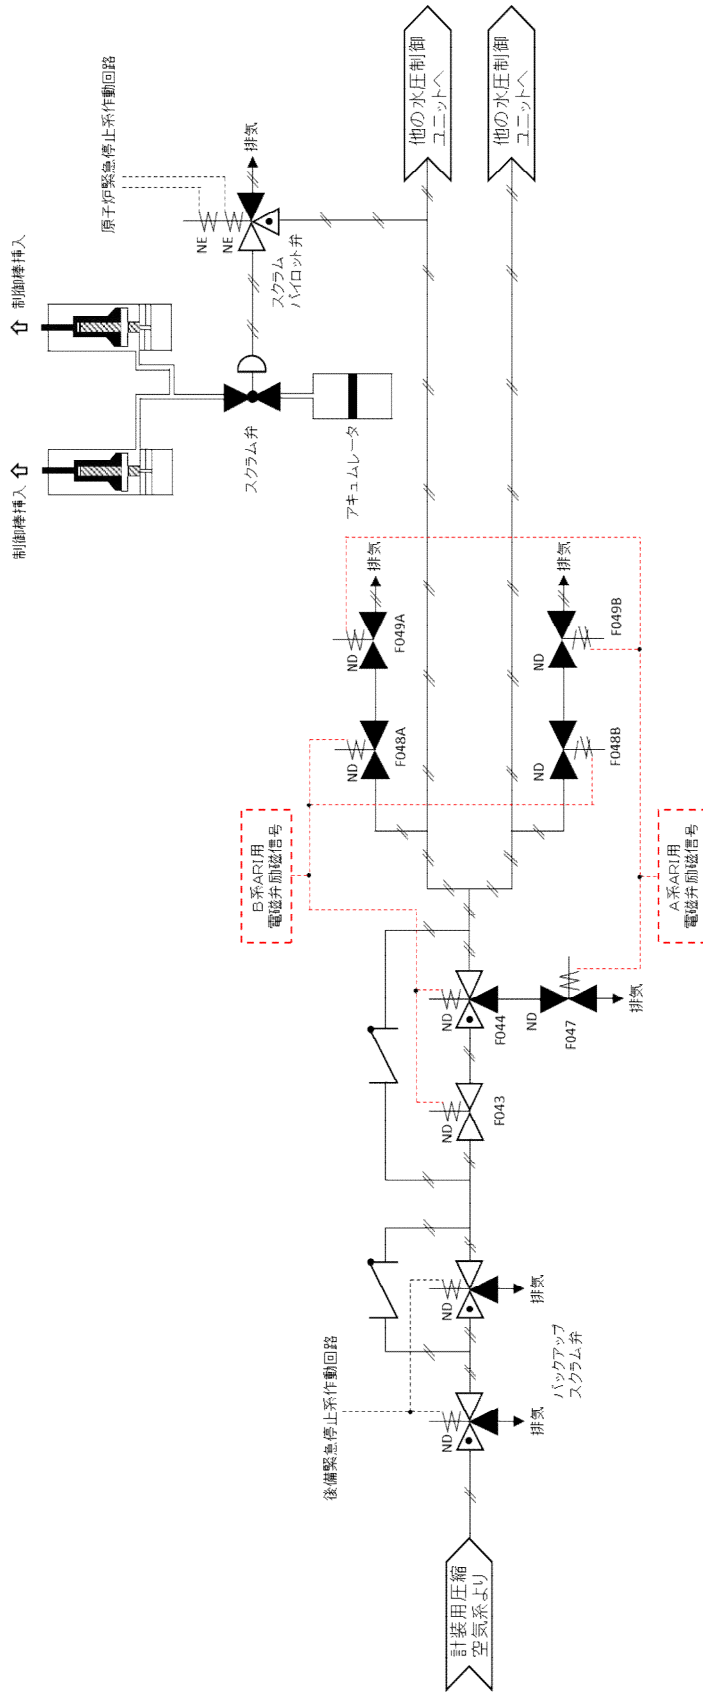 計装用圧縮
空気系より
後備緊急停止系作動回路
ND
排気
ND
排気
バックアップ
スクラム弁
ND
F043
ND
F044
ND
F047
排気
B系ARI用
電磁弁励磁信号
A系ARI用
電磁弁励磁信号
ND
F048A
ND
F049A
排気
ND
F048B
ND
F049B
排気
制御棒挿入
制御棒挿入
スクラム弁
アキュムレータ
原子炉緊急停止系作動回路
NE
NE
スクラム
パイロット弁
排気
他の水圧制御
ユニットへ
他の水圧制御
ユニットへ